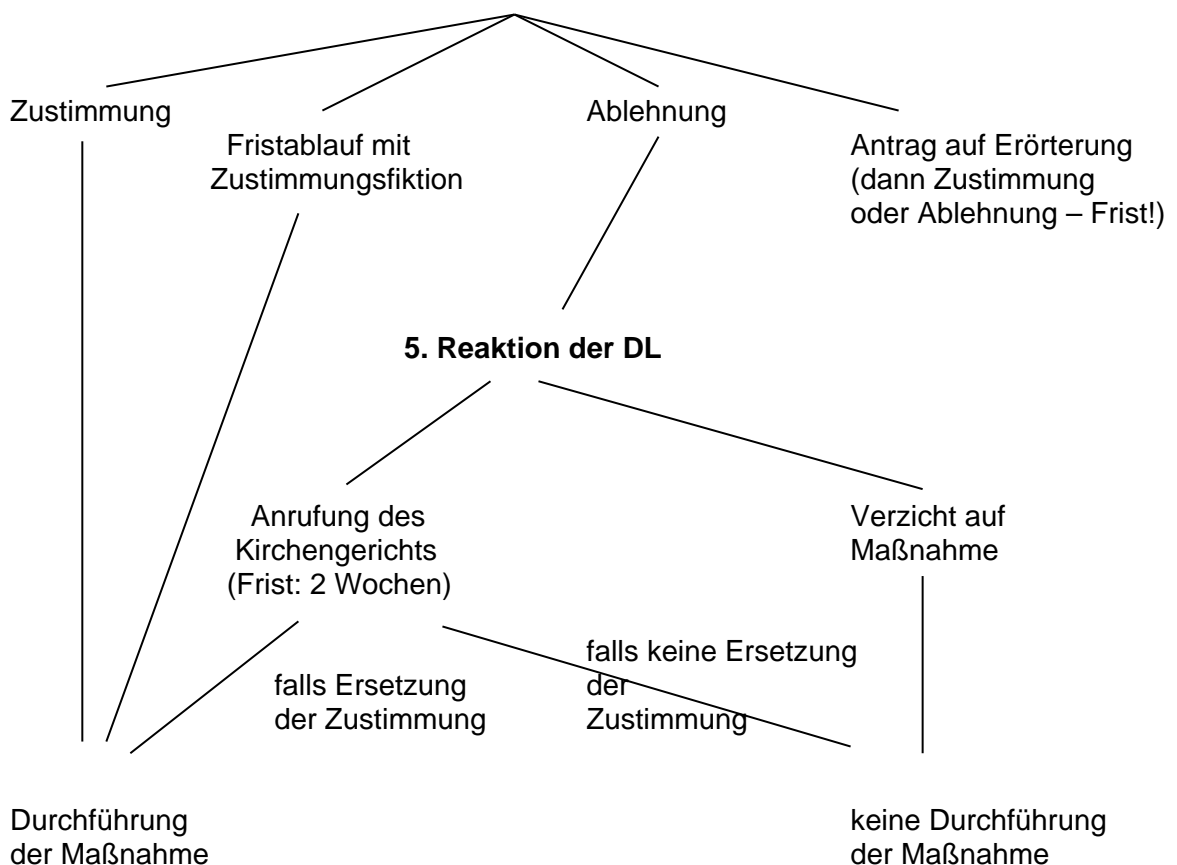 Zustimmung
Fristablauf mit
Zustimmungsfiktion
Ablehnung
Antrag auf Erörterung
(dann Zustimmung
oder Ablehnung – Frist!)
5. Reaktion der DL
Anrufung des
Kirchengerichts
(Frist: 2 Wochen)
Verzicht auf
Maßnahme
falls Ersetzung
der Zustimmung
falls keine Ersetzung
der
Zustimmung
Durchführung
der Maßnahme
keine Durchführung
der Maßnahme